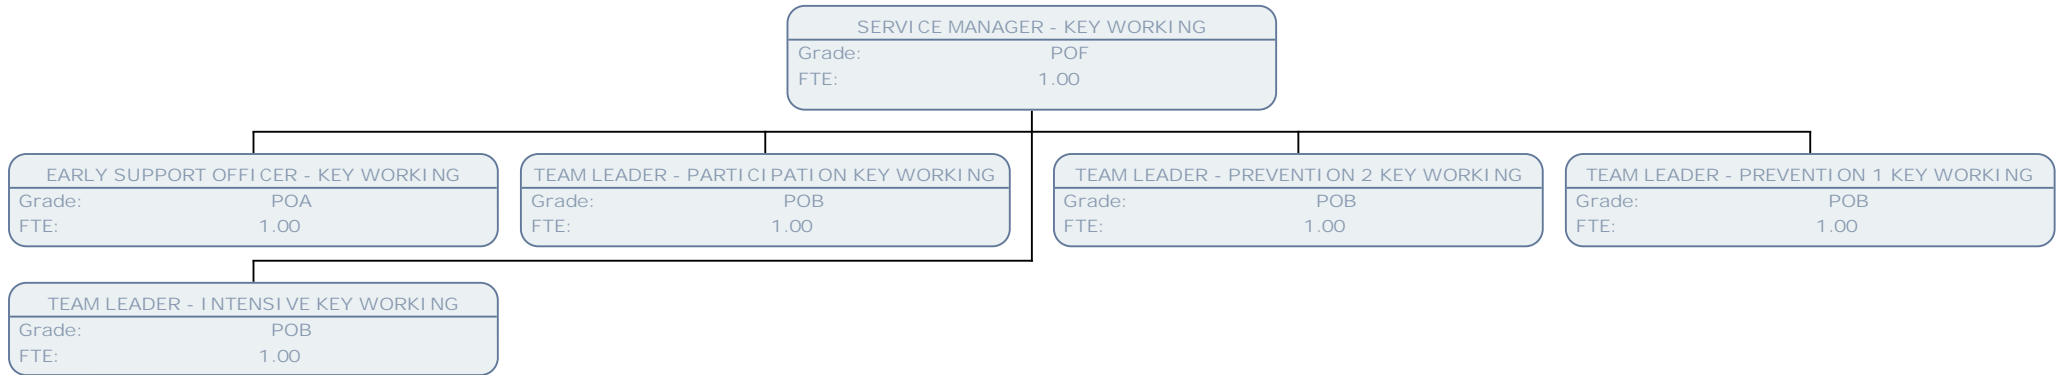 SERVICE MANAGER - KEY WORKING
Grade: POF
FTE: 1.00
EARLY SUPPORT OFFICER - KEY WORKING
Grade: POA
FTE: 1.00
TEAM LEADER - PARTICIPATION KEY WORKING
Grade: POB
FTE: 1.00
TEAM LEADER - PREVENTION 2 KEY WORKING
Grade: POB
FTE: 1.00
TEAM LEADER - PREVENTION 1 KEY WORKING
Grade: POB
FTE: 1.00
TEAM LEADER - INTENSIVE KEY WORKING
Grade: POB
FTE: 1.00